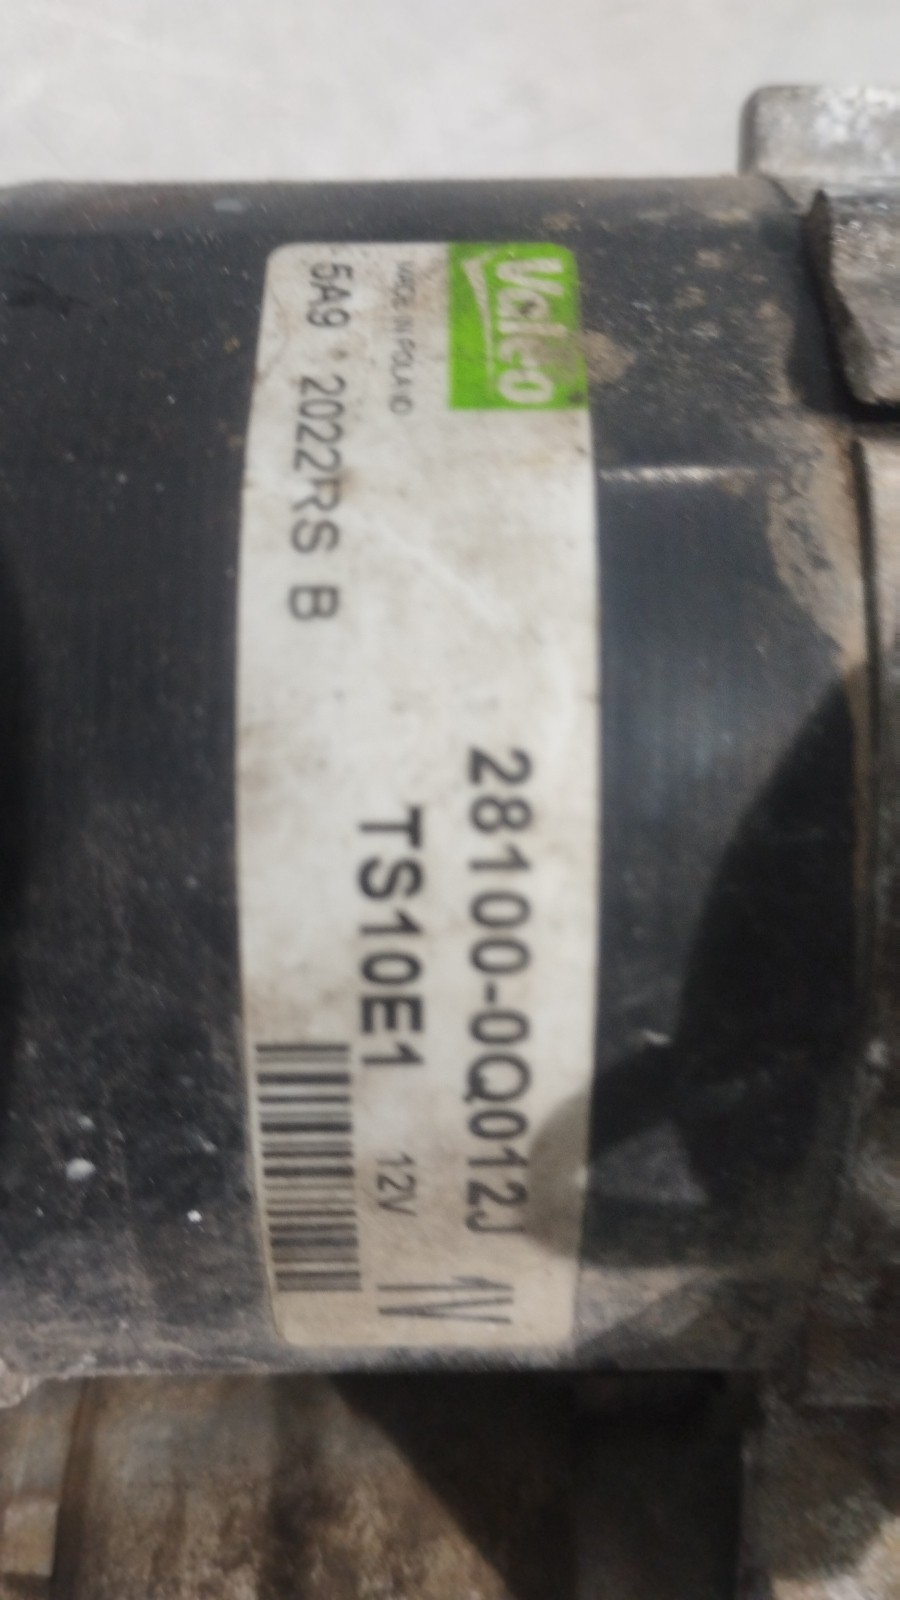 Valeo
MADE IN POLAND
5A9 * 2022RS B
28100-0Q012J
TS10E1 12V